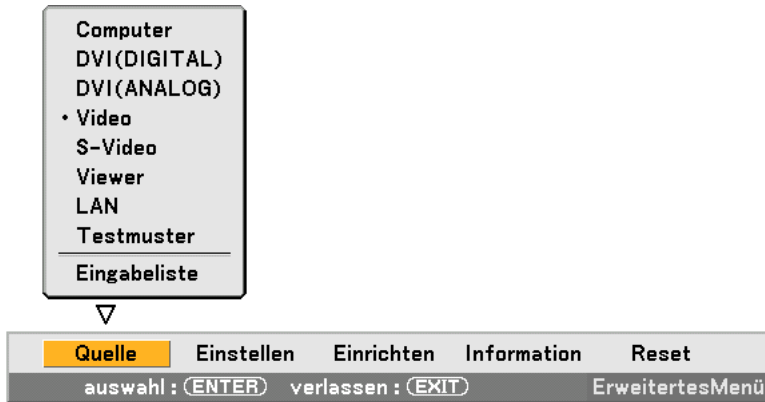 Computer
DVI(DIGITAL)
DVI(ANALOG)
• Video
S-Video
Viewer
LAN
Testmuster
Eingabeliste
Quelle Einstellen Einrichten Information Reset
auswahl : ENTER verlassen : EXIT ErweitertesMenü